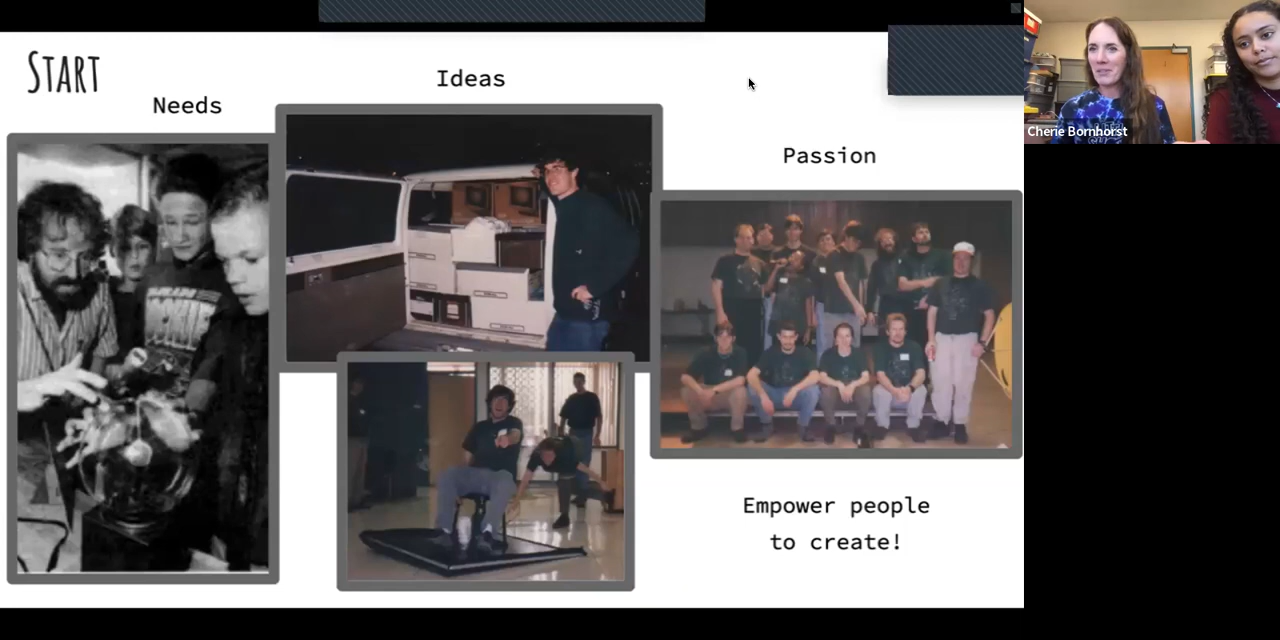 START
Needs
Ideas
Passion
Empower people
to create!
Cherie Bornhorst